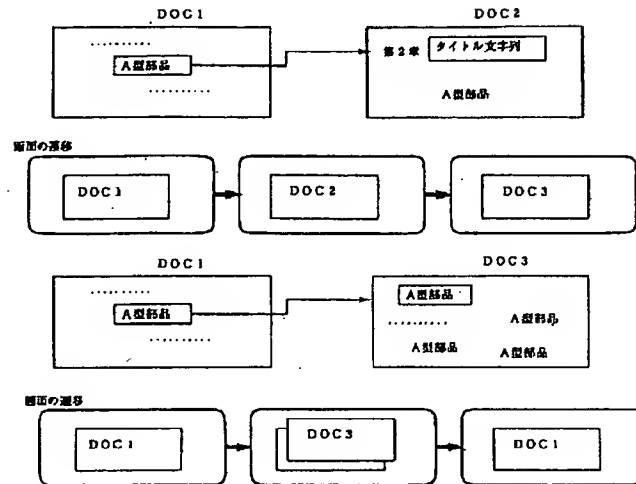 DOC1
DOC2
..........
A型部品
..........
第2章 タイトル文字列
A型部品
画面の遷移
DOC1
DOC2
DOC3
DOC1
DOC3
..........
A型部品
..........
A型部品
..........
A型部品
A型部品
A型部品
画面の遷移
DOC1
DOC3
DOC1